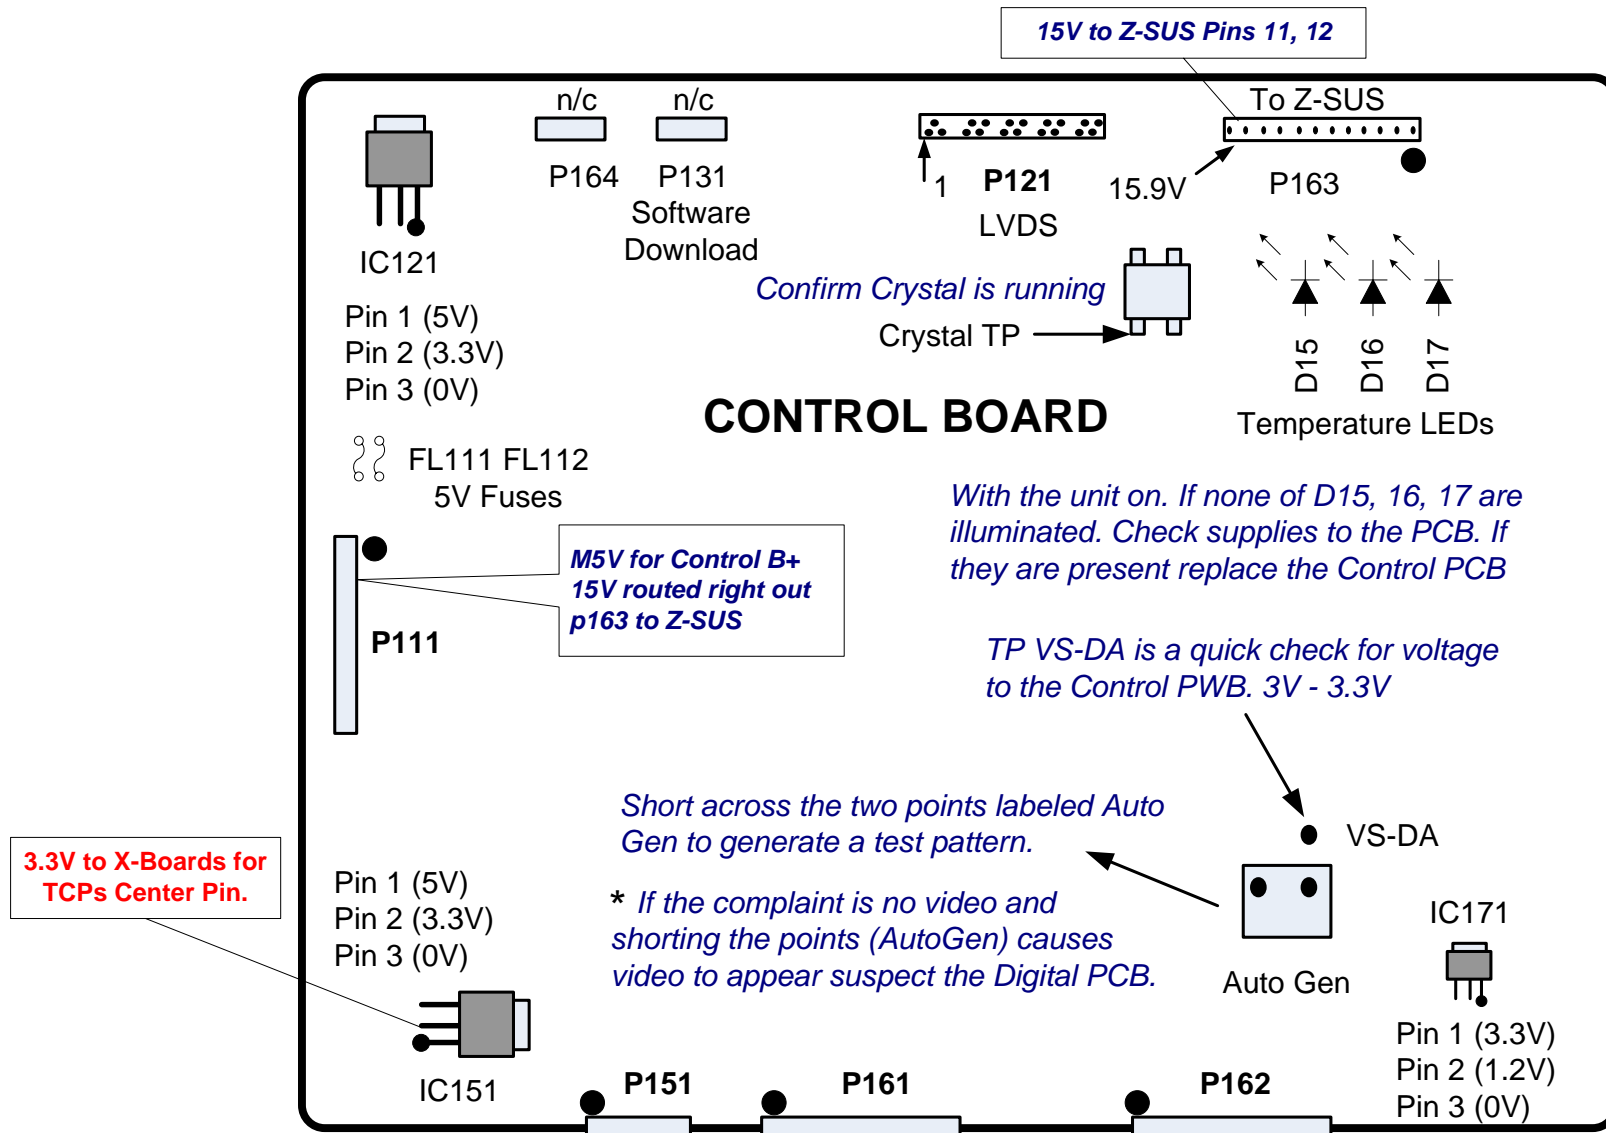 15V to Z-SUS Pins 11, 12
n/c
n/c
To Z-SUS
P164
P131
Software
Download
1
P121
LVDS
15.9V
P163
IC121
Pin 1 (5V)
Pin 2 (3.3V)
Pin 3 (0V)
Confirm Crystal is running
Crystal TP
D15
D16
D17
Temperature LEDs
CONTROL BOARD
FL111 FL112
5V Fuses
With the unit on. If none of D15, 16, 17 are
illuminated. Check supplies to the PCB. If
they are present replace the Control PCB
M5V for Control B+
15V routed right out
p163 to Z-SUS
P111
TP VS-DA is a quick check for voltage
to the Control PWB. 3V - 3.3V
Short across the two points labeled Auto
Gen to generate a test pattern.
VS-DA
3.3V to X-Boards for
TCPs Center Pin.
Pin 1 (5V)
Pin 2 (3.3V)
Pin 3 (0V)
* If the complaint is no video and
shorting the points (AutoGen) causes
video to appear suspect the Digital PCB.
Auto Gen
IC171
Pin 1 (3.3V)
Pin 2 (1.2V)
Pin 3 (0V)
IC151
P151
P161
P162